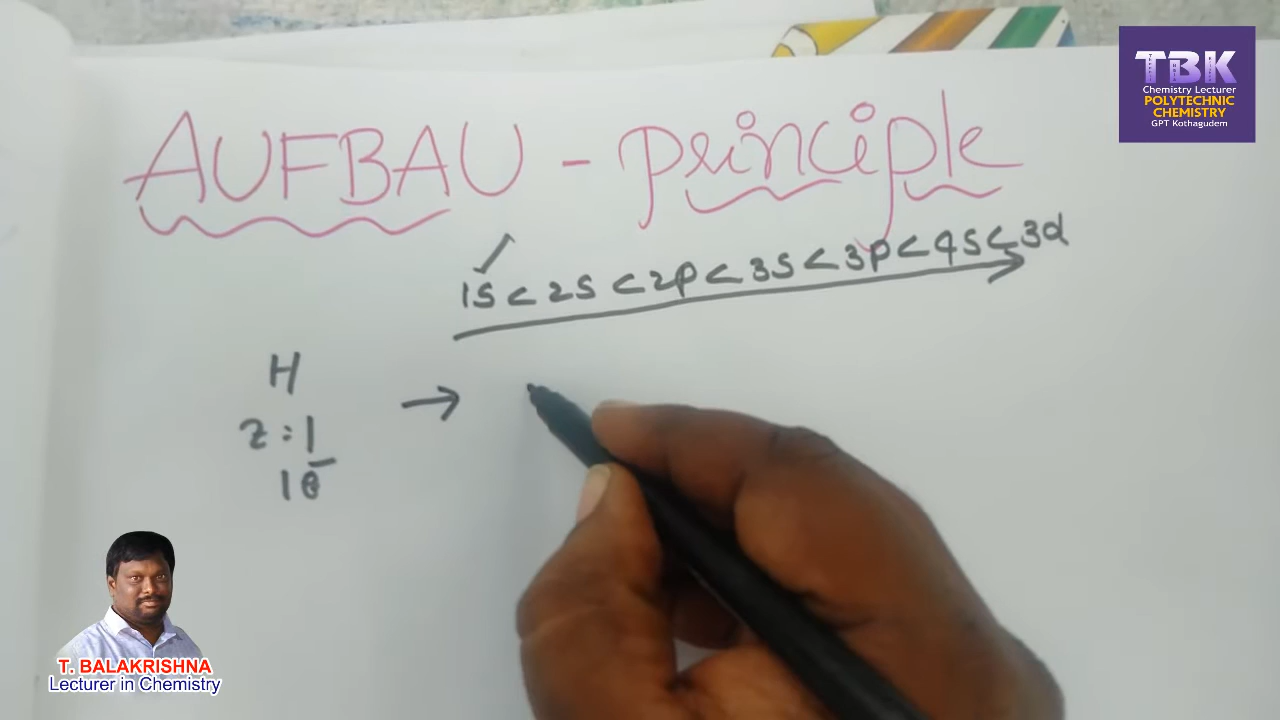 TBK
Chemistry Lecturer
POLYTECHNIC
CHEMISTRY
GPT Kothagudem
AUFBAU - principle
1s < 2s < 2p < 3s < 3p < 4s < 3d
H →
Z : 1
1e⁻
T. BALAKRISHNA
Lecturer in Chemistry